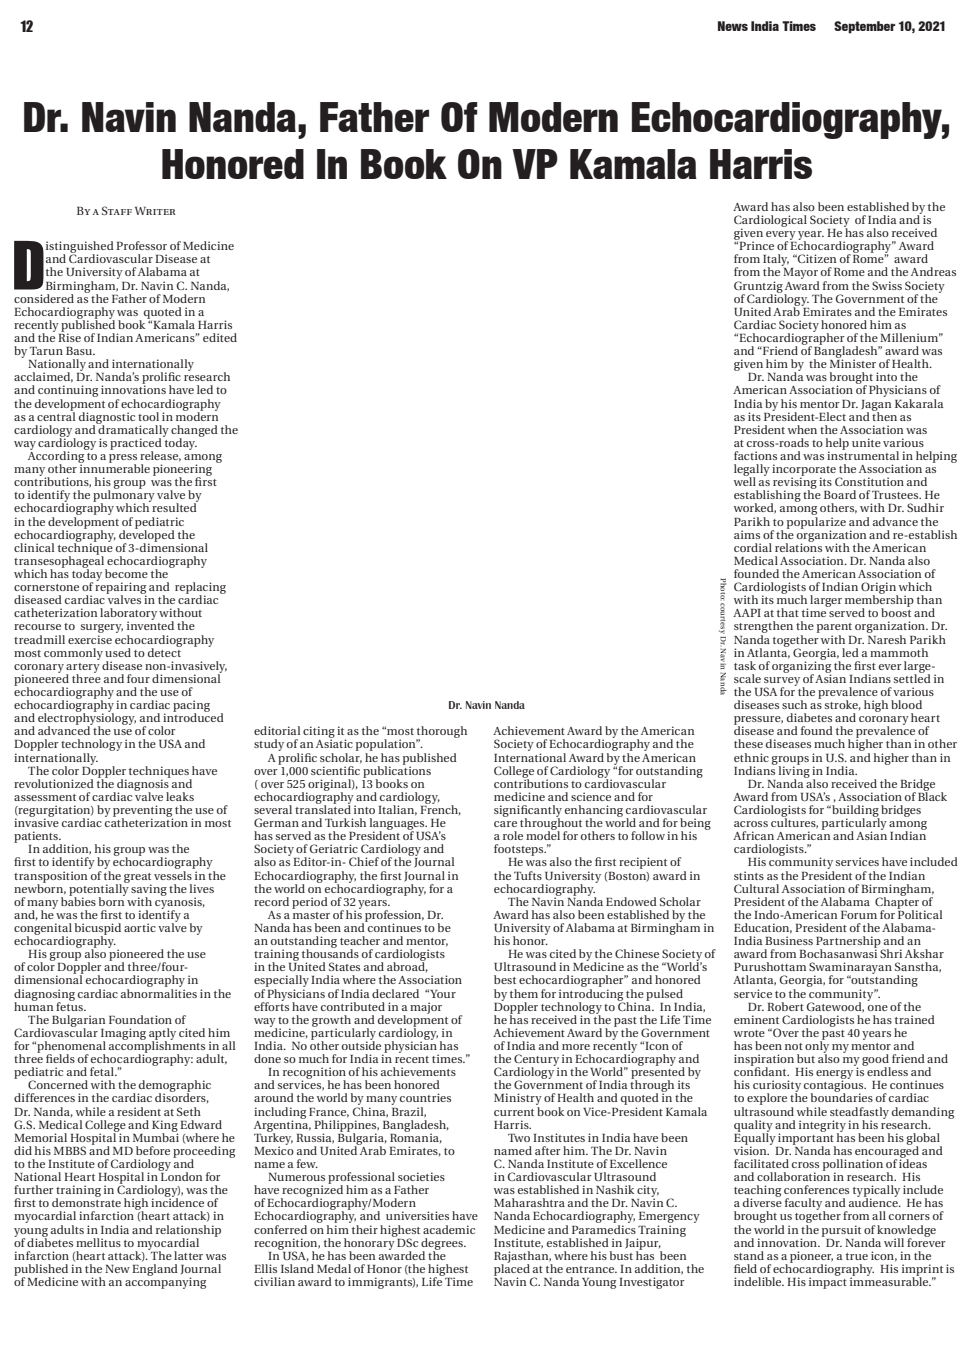 12
News India Times September 10, 2021
Dr. Navin Nanda, Father Of Modern Echocardiography,
Honored In Book On VP Kamala Harris
By a Staff Writer
Distinguished Professor of Medicine
and Cardiovascular Disease at
the University of Alabama at
Birmingham, Dr. Navin C. Nanda,
considered as the Father of Modern
Echocardiography was quoted in a
recently published book “Kamala Harris
and the Rise of Indian Americans” edited
by Tarun Basu.
Nationally and internationally
acclaimed, Dr. Nanda’s prolific research
and continuing innovations have led to
the development of echocardiography
as a central diagnostic tool in modern
cardiology and dramatically changed the
way cardiology is practiced today.
According to a press release, among
many other innumerable pioneering
contributions, his group was the first
to identify the pulmonary valve by
echocardiography which resulted
in the development of pediatric
echocardiography, developed the
clinical technique of 3-dimensional
transesophageal echocardiography
which has today become the
cornerstone of repairing and replacing
diseased cardiac valves in the cardiac
catheterization laboratory without
recourse to surgery, invented the
treadmill exercise echocardiography
most commonly used to detect
coronary artery disease non-invasively,
pioneered three and four dimensional
echocardiography and the use of
echocardiography in cardiac pacing
and electrophysiology, and introduced
and advanced the use of color
Doppler technology in the USA and
internationally.
The color Doppler techniques have
revolutionized the diagnosis and
assessment of cardiac valve leaks
(regurgitation) by preventing the use of
invasive cardiac catheterization in most
patients.
In addition, his group was the
first to identify by echocardiography
transposition of the great vessels in the
newborn, potentially saving the lives
of many babies born with cyanosis,
and, he was the first to identify a
congenital bicuspid aortic valve by
echocardiography.
His group also pioneered the use
of color Doppler and three/four-
dimensional echocardiography in
diagnosing cardiac abnormalities in the
human fetus.
The Bulgarian Foundation of
Cardiovascular Imaging aptly cited him
for “phenomenal accomplishments in all
three fields of echocardiography: adult,
pediatric and fetal.”
Concerned with the demographic
differences in the cardiac disorders,
Dr. Nanda, while a resident at Seth
G.S. Medical College and King Edward
Memorial Hospital in Mumbai (where he
did his MBBS and MD before proceeding
to the Institute of Cardiology and
National Heart Hospital in London for
further training in Cardiology), was the
first to demonstrate high incidence of
myocardial infarction (heart attack) in
young adults in India and relationship
of diabetes mellitus to myocardial
infarction (heart attack). The latter was
published in the New England Journal
of Medicine with an accompanying
Photo: courtesy Dr.Navin Nanda
Dr. Navin Nanda
editorial citing it as the “most thorough
study of an Asiatic population”.
A prolific scholar, he has published
over 1,000 scientific publications
( over 525 original), 13 books on
echocardiography and cardiology,
several translated into Italian, French,
German and Turkish languages. He
has served as the President of USA’s
Society of Geriatric Cardiology and
also as Editor-in- Chief of the Journal
Echocardiography, the first Journal in
the world on echocardiography, for a
record period of 32 years.
As a master of his profession, Dr.
Nanda has been and continues to be
an outstanding teacher and mentor,
training thousands of cardiologists
in the United States and abroad,
especially India where the Association
of Physicians of India declared “Your
efforts have contributed in a major
way to the growth and development of
medicine, particularly cardiology, in
India. No other outside physician has
done so much for India in recent times.”
In recognition of his achievements
and services, he has been honored
around the world by many countries
including France, China, Brazil,
Argentina, Philippines, Bangladesh,
Turkey, Russia, Bulgaria, Romania,
Mexico and United Arab Emirates, to
name a few.
Numerous professional societies
have recognized him as a Father
of Echocardiography/Modern
Echocardiography, and universities have
conferred on him their highest academic
recognition, the honorary DSc degrees.
In USA, he has been awarded the
Ellis Island Medal of Honor (the highest
civilian award to immigrants), Life Time
Achievement Award by the American
Society of Echocardiography and the
International Award by the American
College of Cardiology “for outstanding
contributions to cardiovascular
medicine and science and for
significantly enhancing cardiovascular
care throughout the world and for being
a role model for others to follow in his
footsteps.”
He was also the first recipient of
the Tufts University (Boston) award in
echocardiography.
The Navin Nanda Endowed Scholar
Award has also been established by the
University of Alabama at Birmingham in
his honor.
He was cited by the Chinese Society of
Ultrasound in Medicine as the “World’s
best echocardiographer” and honored
by them for introducing the pulsed
Doppler technology to China. In India,
he has received in the past the Life Time
Achievement Award by the Government
of India and more recently “Icon of
the Century in Echocardiography and
Cardiology in the World” presented by
the Government of India through its
Ministry of Health and quoted in the
current book on Vice-President Kamala
Harris.
Two Institutes in India have been
named after him. The Dr. Navin
C. Nanda Institute of Excellence
in Cardiovascular Ultrasound
was established in Nashik city,
Maharashtra and the Dr. Navin C.
Nanda Echocardiography, Emergency
Medicine and Paramedics Training
Institute, established in Jaipur,
Rajasthan, where his bust has been
placed at the entrance. In addition, the
Navin C. Nanda Young Investigator
Award has also been established by the
Cardiological Society of India and is
given every year. He has also received
“Prince of Echocardiography” Award
from Italy, “Citizen of Rome” award
from the Mayor of Rome and the Andreas
Gruntzig Award from the Swiss Society
of Cardiology. The Government of the
United Arab Emirates and the Emirates
Cardiac Society honored him as
“Echocardiographer of the Millenium”
and “Friend of Bangladesh” award was
given him by the Minister of Health.
Dr. Nanda was brought into the
American Association of Physicians of
India by his mentor Dr. Jagan Kakarala
as its President-Elect and then as
President when the Association was
at cross-roads to help unite various
factions and was instrumental in helping
legally incorporate the Association as
well as revising its Constitution and
establishing the Board of Trustees. He
worked, among others, with Dr. Sudhir
Parikh to popularize and advance the
aims of the organization and re-establish
cordial relations with the American
Medical Association. Dr. Nanda also
founded the American Association of
Cardiologists of Indian Origin which
with its much larger membership than
AAPI at that time served to boost and
strengthen the parent organization. Dr.
Nanda together with Dr. Naresh Parikh
in Atlanta, Georgia, led a mammoth
task of organizing the first ever large-
scale survey of Asian Indians settled in
the USA for the prevalence of various
diseases such as stroke, high blood
pressure, diabetes and coronary heart
disease and found the prevalence of
these diseases much higher than in other
ethnic groups in U.S. and higher than in
Indians living in India.
Dr. Nanda also received the Bridge
Award from USA’s , Association of Black
Cardiologists for “building bridges
across cultures, particularly among
African American and Asian Indian
cardiologists.”
His community services have included
stints as the President of the Indian
Cultural Association of Birmingham,
President of the Alabama Chapter of
the Indo-American Forum for Political
Education, President of the Alabama-
India Business Partnership and an
award from Bochasanwasi Shri Akshar
Purushottam Swaminarayan Sanstha,
Atlanta, Georgia, for “outstanding
service to the community”.
Dr. Robert Gatewood, one of the
eminent Cardiologists he has trained
wrote “Over the past 40 years he
has been not only my mentor and
inspiration but also my good friend and
confidant. His energy is endless and
his curiosity contagious. He continues
to explore the boundaries of cardiac
ultrasound while steadfastly demanding
quality and integrity in his research.
Equally important has been his global
vision. Dr. Nanda has encouraged and
facilitated cross pollination of ideas
and collaboration in research. His
teaching conferences typically include
a diverse faculty and audience. He has
brought us together from all corners of
the world in the pursuit of knowledge
and innovation. Dr. Nanda will forever
stand as a pioneer, a true icon, in the
field of echocardiography. His imprint is
indelible. His impact immeasurable.”